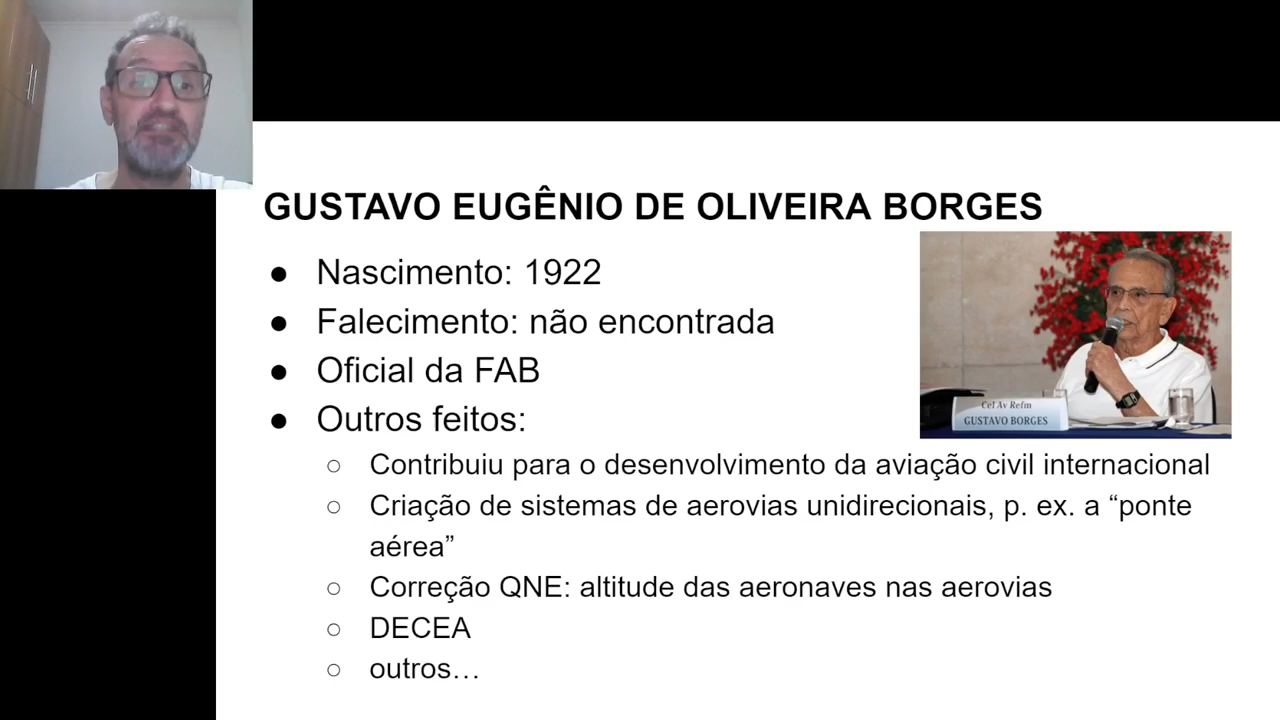 GUSTAVO EUGÊNIO DE OLIVEIRA BORGES
● Nascimento: 1922
● Falecimento: não encontrada
● Oficial da FAB
● Outros feitos:
Cel Av Refm
GUSTAVO BORGES
○ Contribuiu para o desenvolvimento da aviação civil internacional
○ Criação de sistemas de aerovias unidirecionais, p. ex. a “ponte
aérea”
○ Correção QNE: altitude das aeronaves nas aerovias
○ DECEA
○ outros…